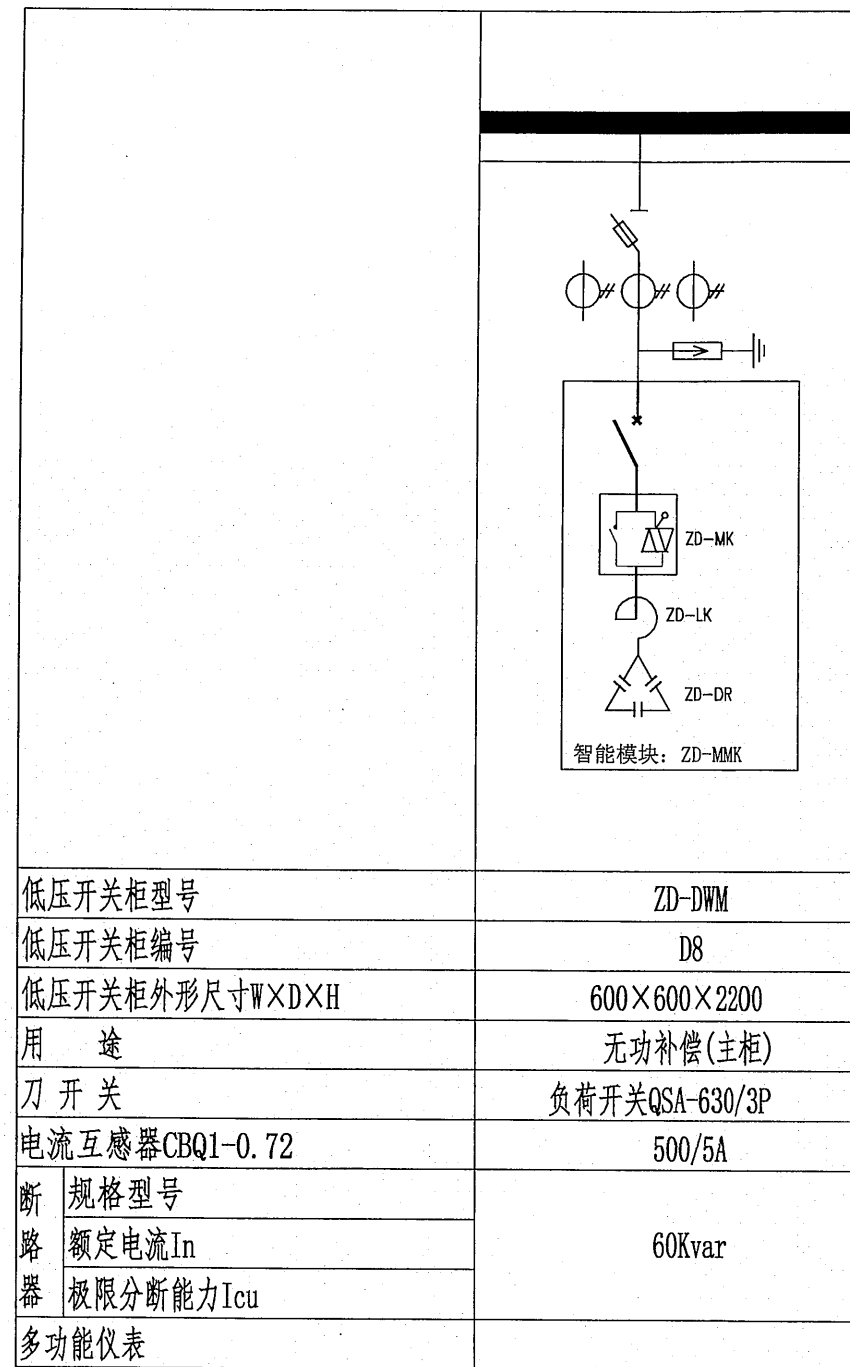 ZD-MK
ZD-LK
ZD-DR
智能模块：ZD-MMK
低压开关柜型号 ZD-DWM
低压开关柜编号 D8
低压开关柜外形尺寸W×D×H 600×600×2200
用 途 无功补偿(主柜)
刀 开 关 负荷开关QSA-630/3P
电流互感器CBQ1-0.72 500/5A
断路器 规格型号 60Kvar
额定电流In
极限分断能力Icu
多功能仪表